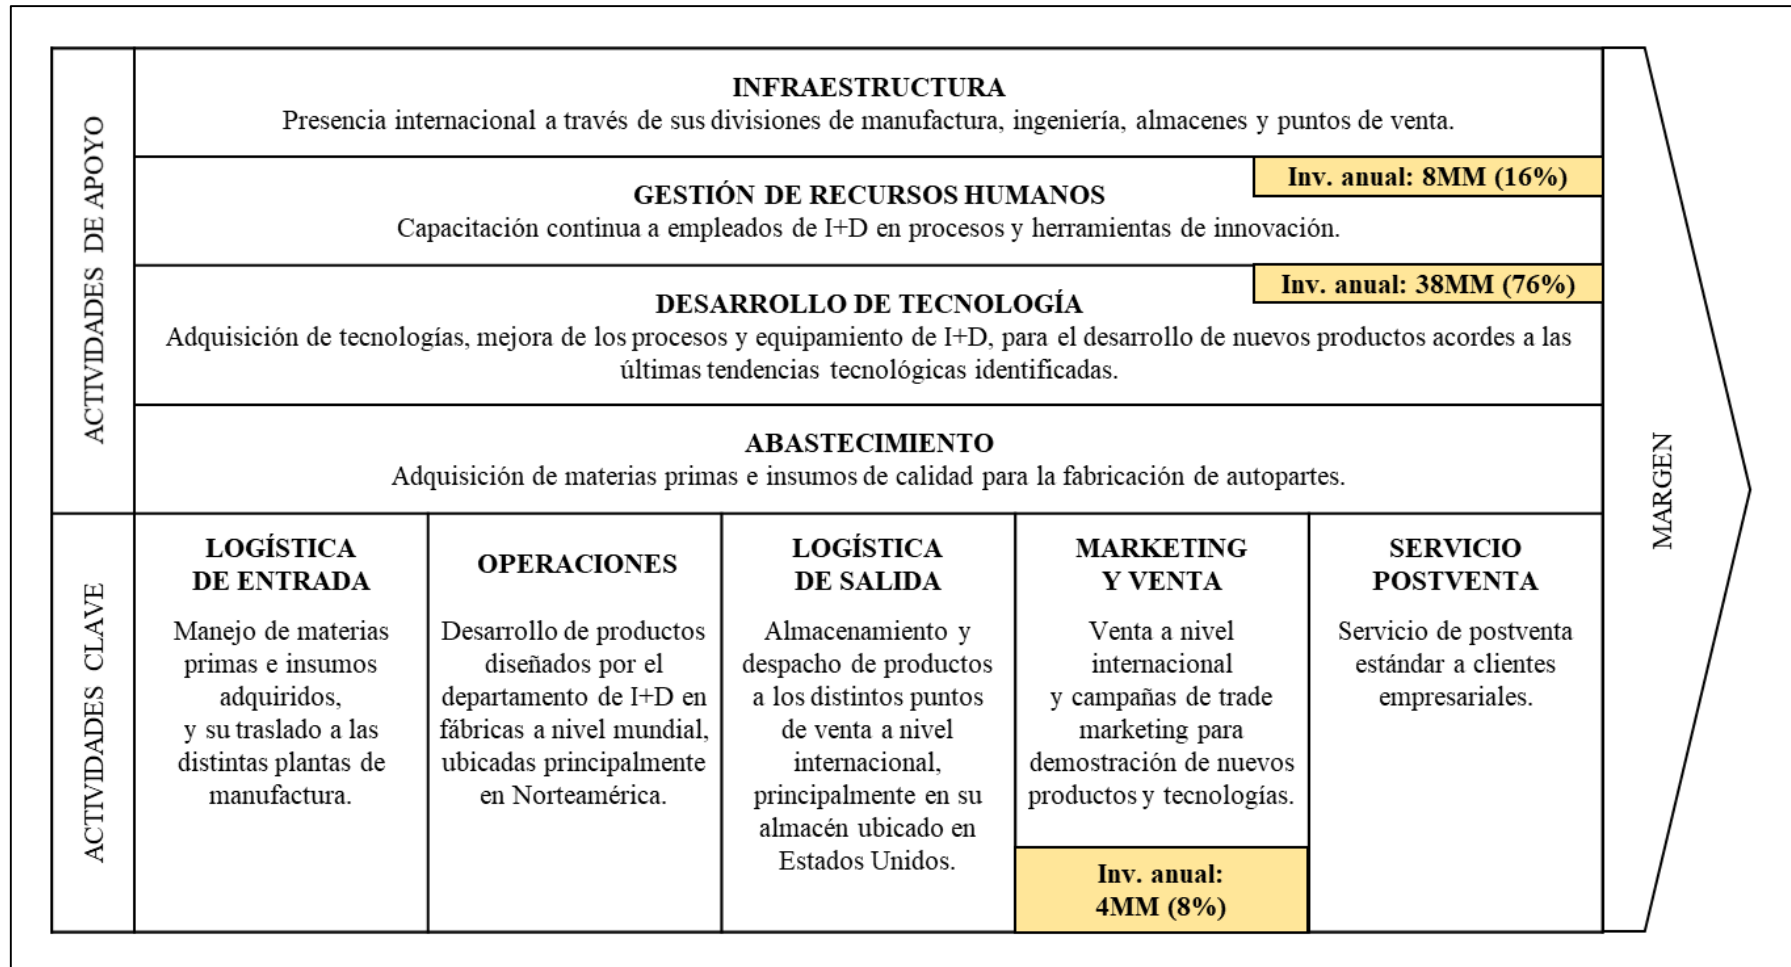 ACTIVIDADES DE APOYO
INFRAESTRUCTURA
Presencia internacional a través de sus divisiones de manufactura, ingeniería, almacenes y puntos de venta.
Inv. anual: 8MM (16%)
GESTIÓN DE RECURSOS HUMANOS
Capacitación continua a empleados de I+D en procesos y herramientas de innovación.
Inv. anual: 38MM (76%)
DESARROLLO DE TECNOLOGÍA
Adquisición de tecnologías, mejora de los procesos y equipamiento de I+D, para el desarrollo de nuevos productos acordes a las
últimas tendencias tecnológicas identificadas.
ABASTECIMIENTO
Adquisición de materias primas e insumos de calidad para la fabricación de autopartes.
ACTIVIDADES CLAVE
LOGÍSTICA
DE ENTRADA
Manejo de materias
primas e insumos
adquiridos,
y su traslado a las
distintas plantas de
manufactura.
OPERACIONES
Desarrollo de productos
diseñados por el
departamento de I+D en
fábricas a nivel mundial,
ubicadas principalmente
en Norteamérica.
LOGÍSTICA
DE SALIDA
Almacenamiento y
despacho de productos
a los distintos puntos
de venta a nivel
internacional,
principalmente en su
almacén ubicado en
Estados Unidos.
MARKETING
Y VENTA
Venta a nivel
internacional
y campañas de trade
marketing para
demostración de nuevos
productos y tecnologías.
Inv. anual:
4MM (8%)
SERVICIO
POSTVENTA
Servicio de postventa
estándar a clientes
empresariales.
MARGEN